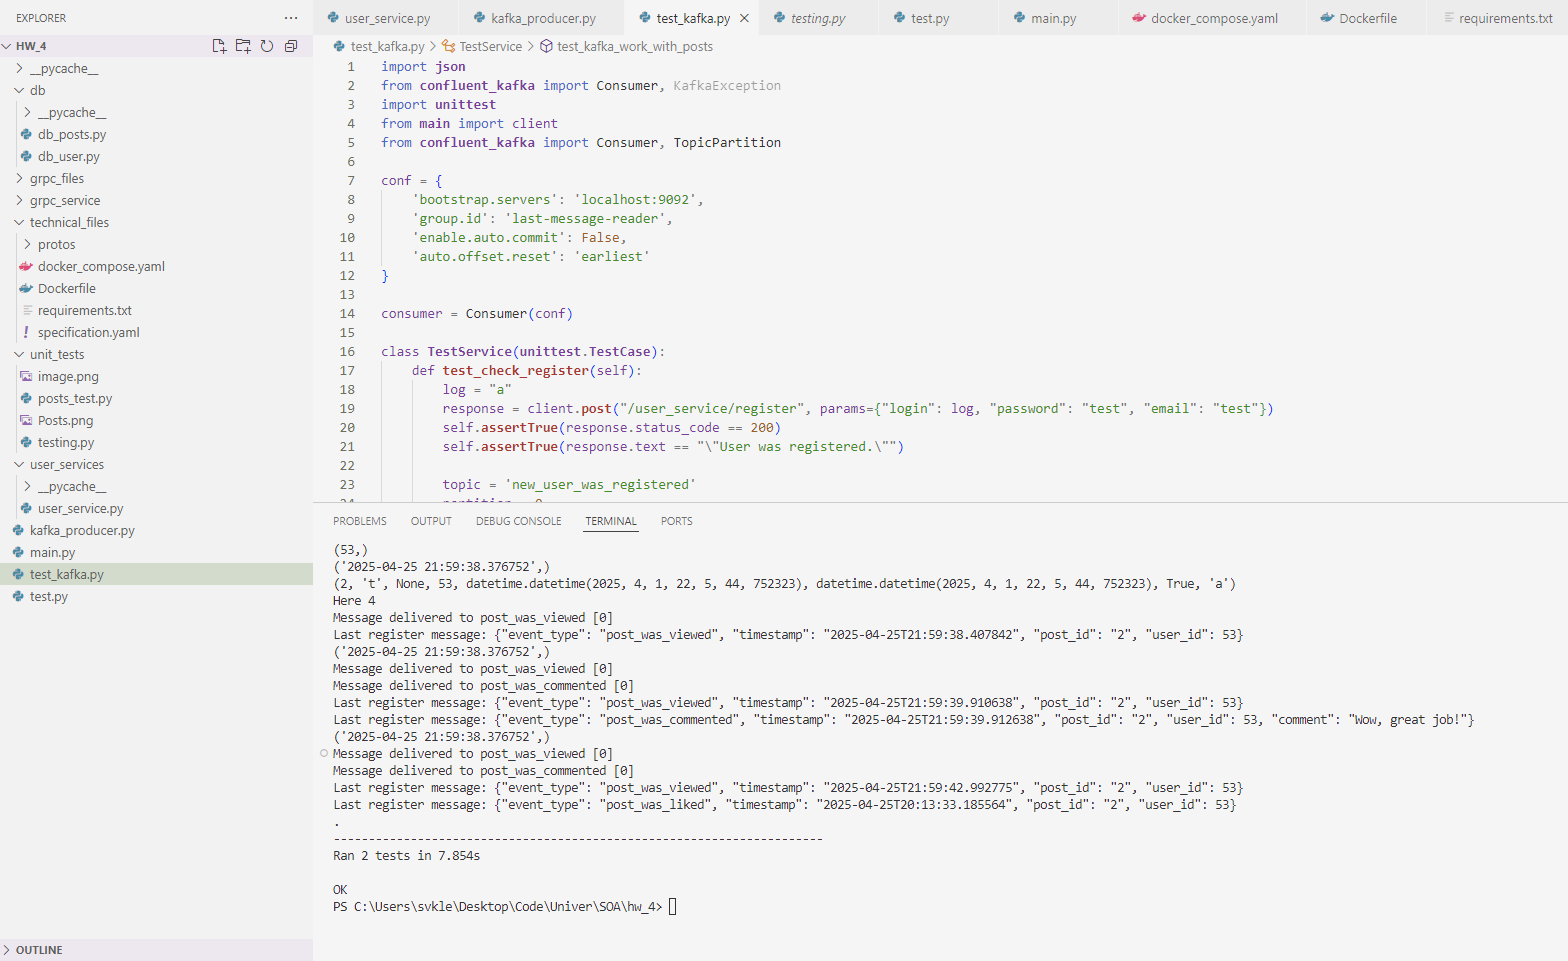 EXPLORER
HW_4
__pycache__
db
__pycache__
db_posts.py
db_user.py
grpc_files
grpc_service
technical_files
protos
docker_compose.yaml
Dockerfile
requirements.txt
specification.yaml
unit_tests
image.png
posts_test.py
Posts.png
testing.py
user_services
__pycache__
user_service.py
kafka_producer.py
main.py
test_kafka.py
test.py
OUTLINE
user_service.py kafka_producer.py test_kafka.py testing.py test.py main.py docker_compose.yaml Dockerfile requirements.txt
test_kafka.py > TestService > test_kafka_work_with_posts
1 import json
2 from confluent_kafka import Consumer, KafkaException
3 import unittest
4 from main import client
5 from confluent_kafka import Consumer, TopicPartition
6
7 conf = {
8 'bootstrap.servers': 'localhost:9092',
9 'group.id': 'last-message-reader',
10 'enable.auto.commit': False,
11 'auto.offset.reset': 'earliest'
12 }
13
14 consumer = Consumer(conf)
15
16 class TestService(unittest.TestCase):
17 def test_check_register(self):
18 log = "a"
19 response = client.post("/user_service/register", params={"login": log, "password": "test", "email": "test"})
20 self.assertTrue(response.status_code == 200)
21 self.assertTrue(response.text == "\"User was registered.\"")
22
23 topic = 'new_user_was_registered'
PROBLEMS OUTPUT DEBUG CONSOLE TERMINAL PORTS
(53,)
('2025-04-25 21:59:38.376752',)
(2, 't', None, 53, datetime.datetime(2025, 4, 1, 22, 5, 44, 752323), datetime.datetime(2025, 4, 1, 22, 5, 44, 752323), True, 'a')
Here 4
Message delivered to post_was_viewed [0]
Last register message: {"event_type": "post_was_viewed", "timestamp": "2025-04-25T21:59:38.407842", "post_id": "2", "user_id": 53}
('2025-04-25 21:59:38.376752',)
Message delivered to post_was_viewed [0]
Message delivered to post_was_commented [0]
Last register message: {"event_type": "post_was_viewed", "timestamp": "2025-04-25T21:59:39.910638", "post_id": "2", "user_id": 53}
Last register message: {"event_type": "post_was_commented", "timestamp": "2025-04-25T21:59:39.912638", "post_id": "2", "user_id": 53, "comment": "Wow, great job!"}
('2025-04-25 21:59:38.376752',)
Message delivered to post_was_viewed [0]
Message delivered to post_was_commented [0]
Last register message: {"event_type": "post_was_viewed", "timestamp": "2025-04-25T21:59:42.992775", "post_id": "2", "user_id": 53}
Last register message: {"event_type": "post_was_liked", "timestamp": "2025-04-25T20:13:33.185564", "post_id": "2", "user_id": 53}
.
----------------------------------------------------------------------
Ran 2 tests in 7.854s
OK
PS C:\Users\svkle\Desktop\Code\Univer\SOA\hw_4>